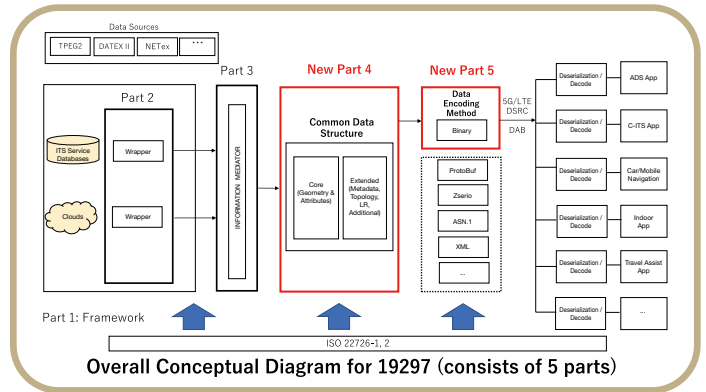 Data Sources
TPEG2
DATEX II
NETex
...
Part 2
ITS Service
Databases
Wrapper
Clouds
Wrapper
Part 3
INFORMATION MEDIATOR
New Part 4
Common Data
Structure
Core
(Geometry &
Attributes)
Extended
(Metadata,
Topology,
LR,
Additional)
New Part 5
Data
Encoding
Method
Binary
ProtoBuf
Zserio
ASN.1
XML
...
5G/LTE
DSRC
DAB
Deserialization /
Decode
ADS App
Deserialization /
Decode
C-ITS App
Deserialization /
Decode
Car/Mobile
Navigation
Deserialization /
Decode
Indoor
App
Deserialization /
Decode
Travel Assist
App
Deserialization /
Decode
...
Part 1: Framework
ISO 22726-1, 2
Overall Conceptual Diagram for 19297 (consists of 5 parts)